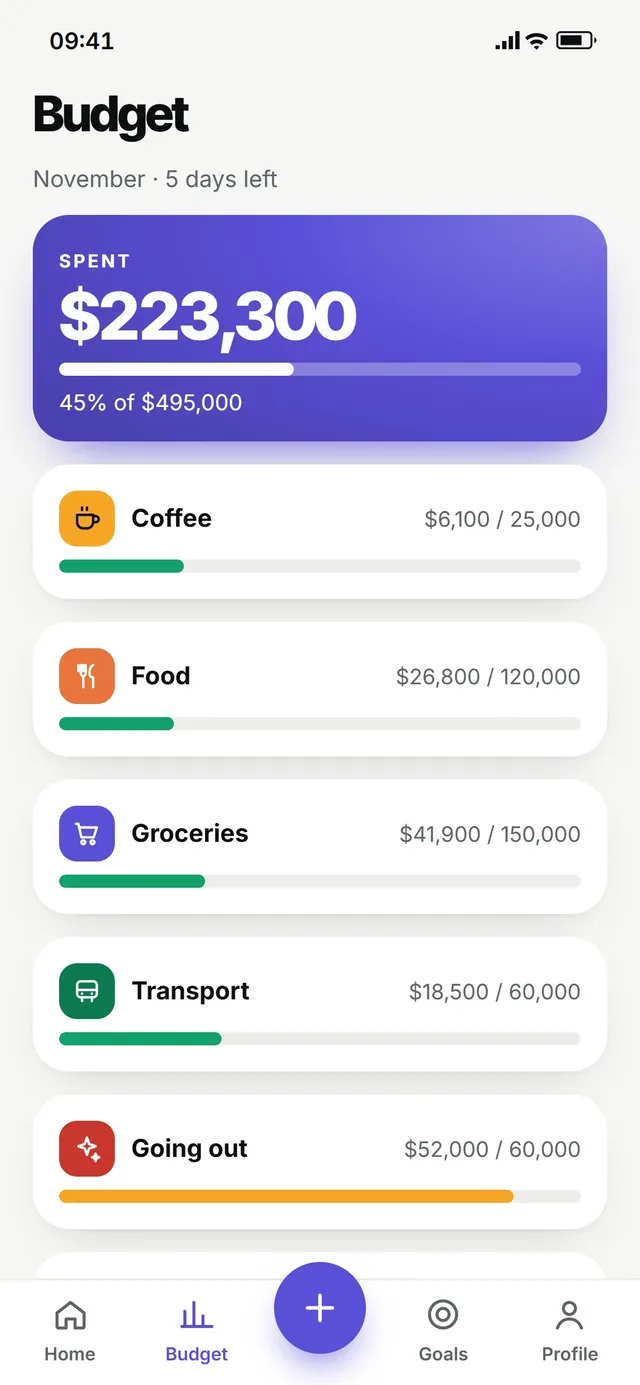 09:41
Budget
November · 5 days left
SPENT
$223,300
45% of $495,000
Coffee $6,100 / 25,000
Food $26,800 / 120,000
Groceries $41,900 / 150,000
Transport $18,500 / 60,000
Going out $52,000 / 60,000
Home Budget Goals Profile